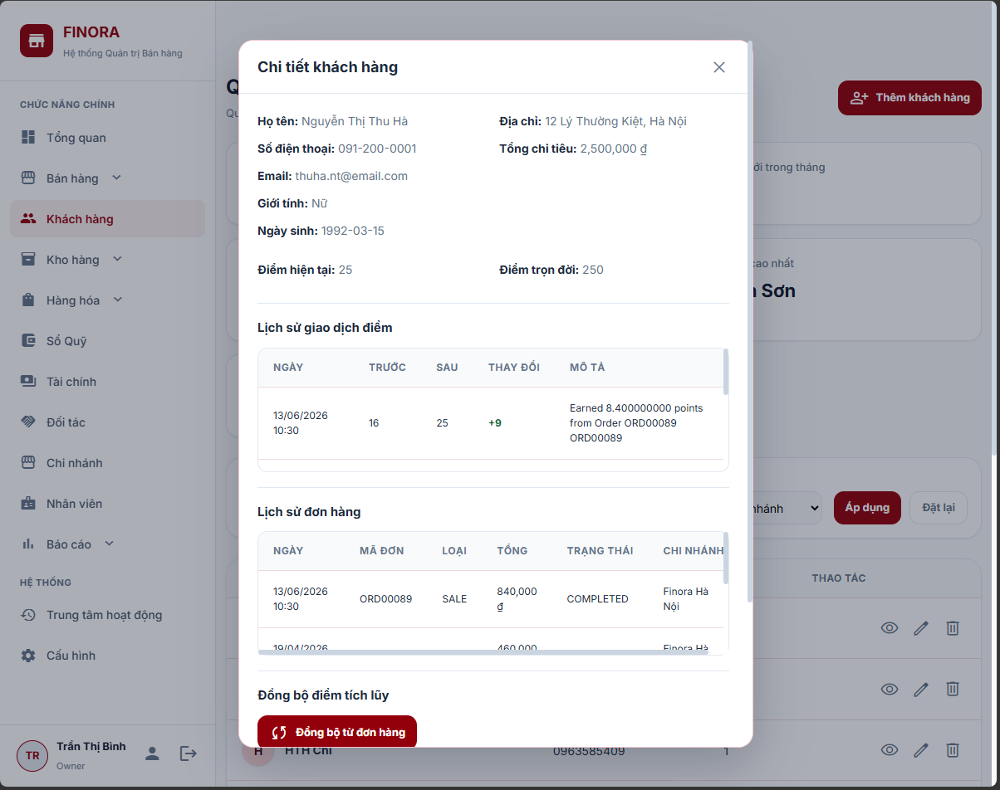 FINORA
Hệ thống Quản trị Bán hàng
CHỨC NĂNG CHÍNH
Tổng quan
Bán hàng
Khách hàng
Kho hàng
Hàng hóa
Sổ Quỹ
Tài chính
Đối tác
Chi nhánh
Nhân viên
Báo cáo
HỆ THỐNG
Trung tâm hoạt động
Cấu hình
TR
Trần Thị Bình
Owner
Thêm khách hàng
ới trong tháng
cao nhất
Sơn
nhánh
Áp dụng
Đặt lại
THAO TÁC
Chi tiết khách hàng
Họ tên: Nguyễn Thị Thu Hà
Địa chỉ: 12 Lý Thường Kiệt, Hà Nội
Số điện thoại: 091-200-0001
Tổng chi tiêu: 2,500,000 ₫
Email: thuha.nt@email.com
Giới tính: Nữ
Ngày sinh: 1992-03-15
Điểm hiện tại: 25
Điểm trọn đời: 250
Lịch sử giao dịch điểm
NGÀY TRƯỚC SAU THAY ĐỔI MÔ TẢ
13/06/2026 10:30 16 25 +9 Earned 8.400000000 points
from Order ORD00089
ORD00089
Lịch sử đơn hàng
NGÀY MÃ ĐƠN LOẠI TỔNG TRẠNG THÁI CHI NHÁNH
13/06/2026 ORD00089 SALE 840,000 COMPLETED Finora Hà
10:30 ₫ Nội
19/04/2026 460,000 Finora Hà
Đồng bộ điểm tích lũy
Đồng bộ từ đơn hàng
H HTH Chi 0963585409 1